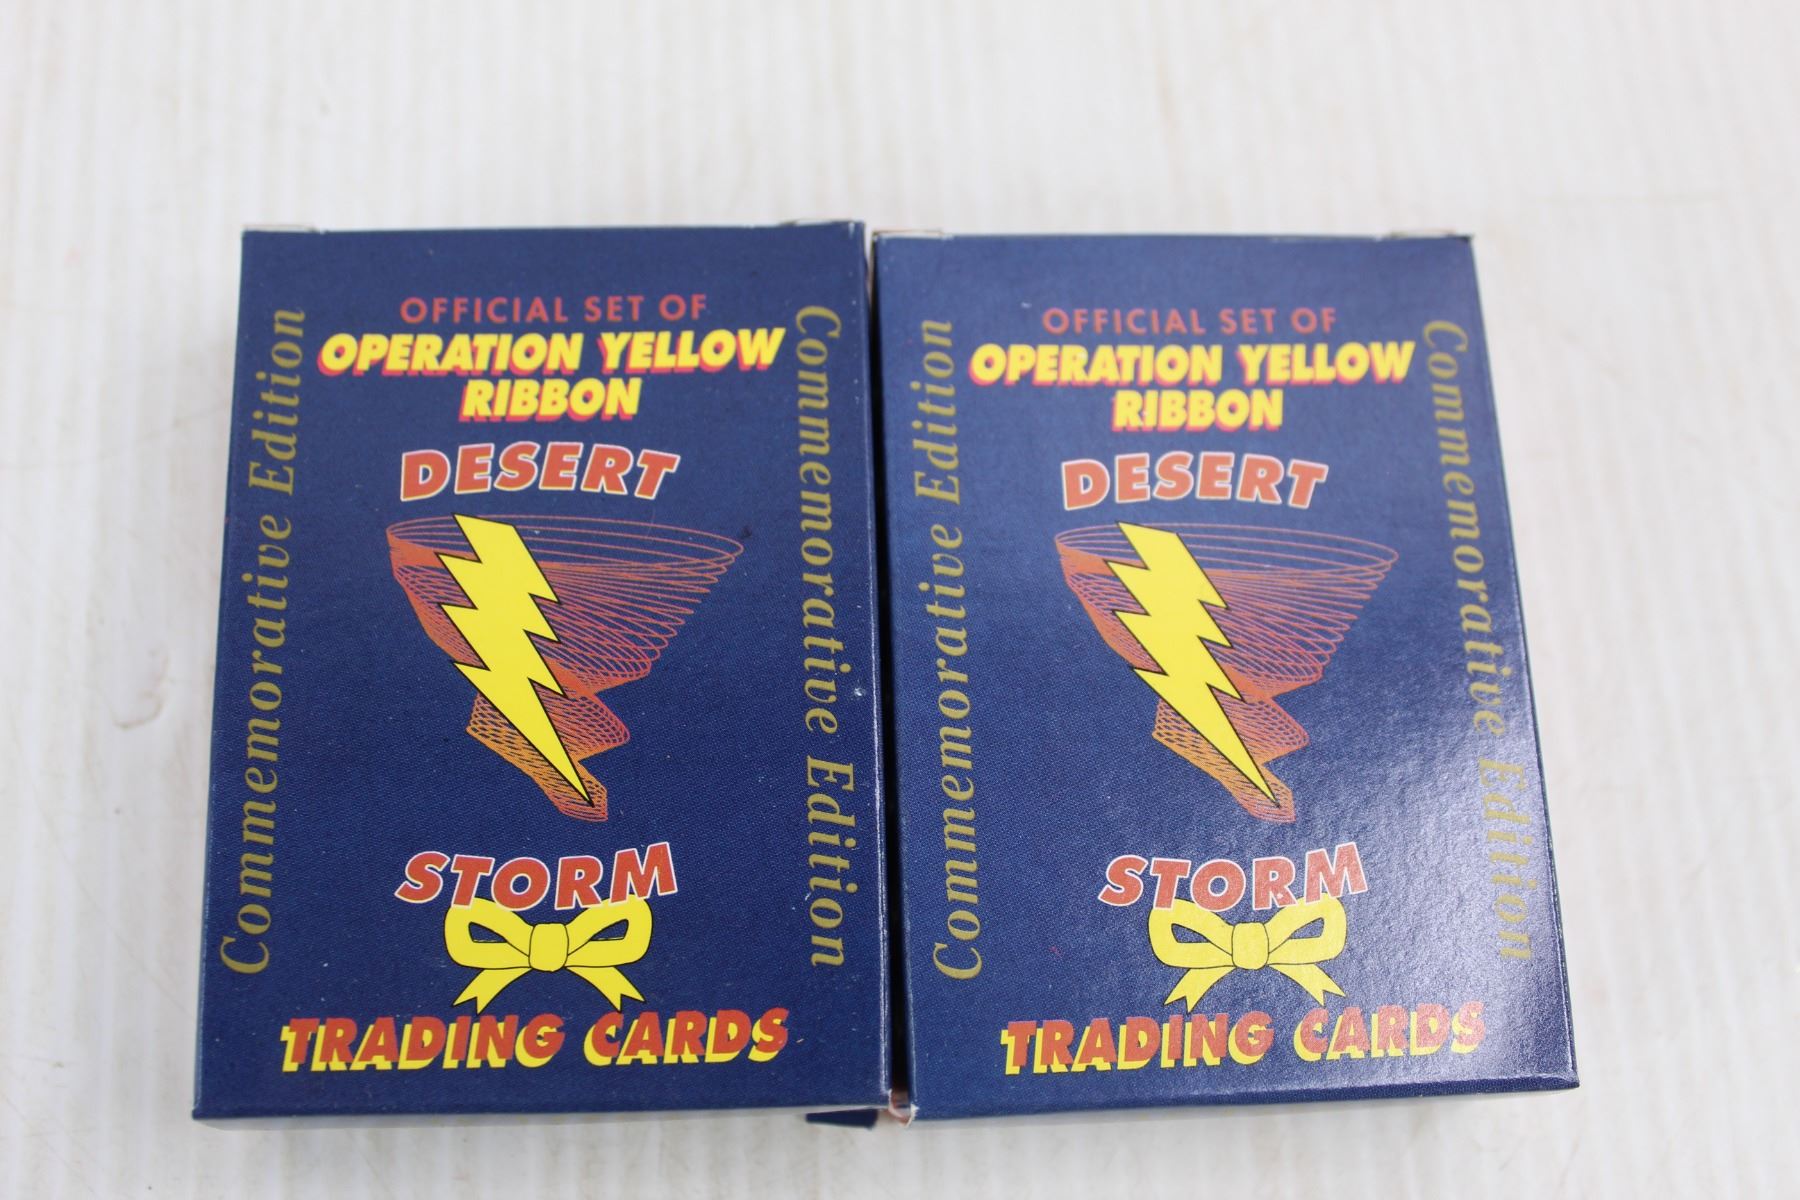 OFFICIAL SET OF
OPERATION YELLOW
RIBBON
DESERT
STORM
TRADING CARDS
Commemorative Edition
Commemorative Edition
OFFICIAL SET OF
OPERATION YELLOW
RIBBON
DESERT
STORM
TRADING CARDS
Commemorative Edition
Commemorative Edition